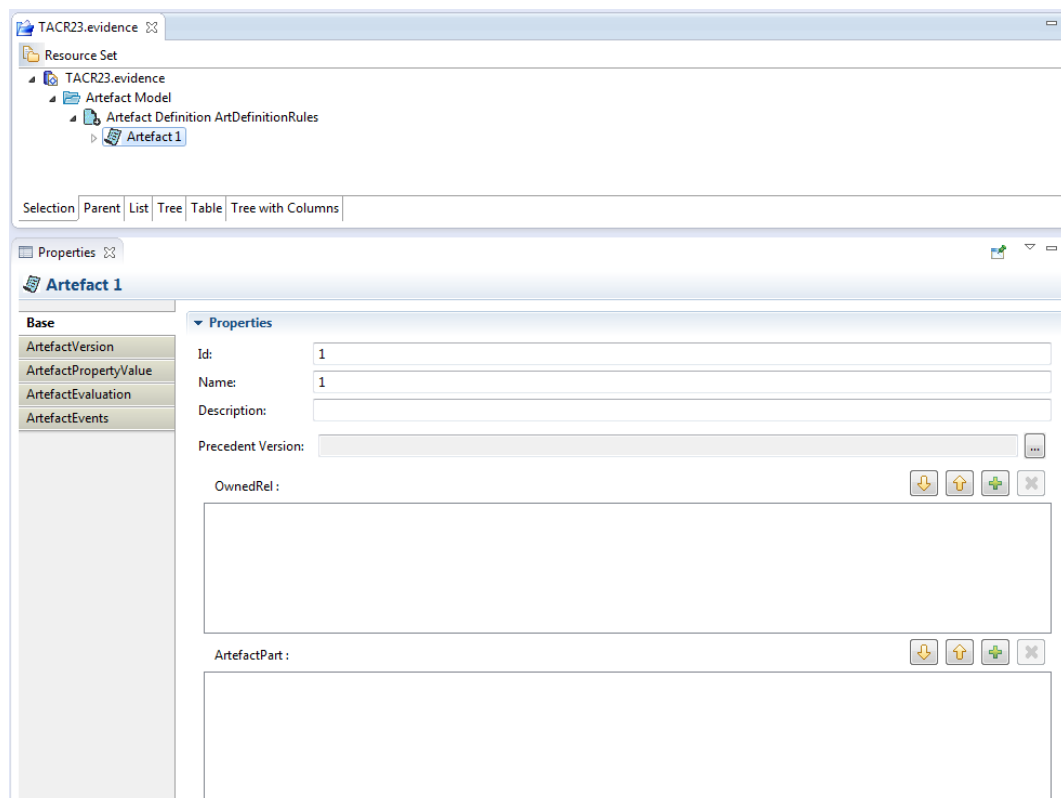 TACR23.evidence
Resource Set
TACR23.evidence
Artefact Model
Artefact Definition ArtDefinitionRules
Artefact 1
Selection Parent List Tree Table Tree with Columns
Properties
Artefact 1
Base
ArtefactVersion
ArtefactPropertyValue
ArtefactEvaluation
ArtefactEvents
Properties
Id: 1
Name: 1
Description:
Precedent Version: ...
OwnedRel :
ArtefactPart :